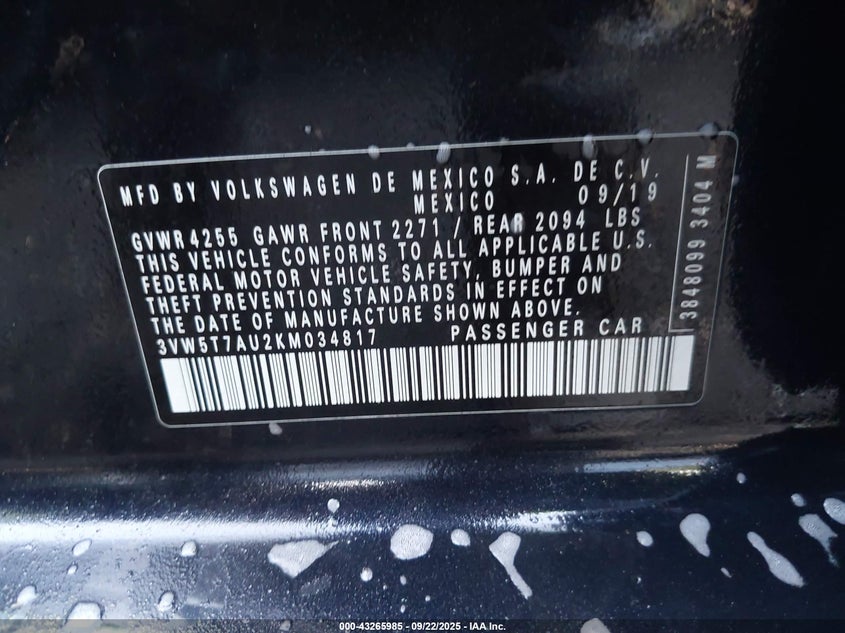 MFD BY VOLKSWAGEN DE MEXICO S.A. DE C.V.
MEXICO 09/19
GVWR4255 GAWR FRONT 2271 / REAR 2094 LBS
THIS VEHICLE CONFORMS TO ALL APPLICABLE U.S.
FEDERAL MOTOR VEHICLE SAFETY, BUMPER AND
THEFT PREVENTION STANDARDS IN EFFECT ON
THE DATE OF MANUFACTURE SHOWN ABOVE.
3VW5T7AU2KM034817 PASSENGER CAR
3848099 3404 M
000-43265985 - 09/22/2025 - IAA Inc.